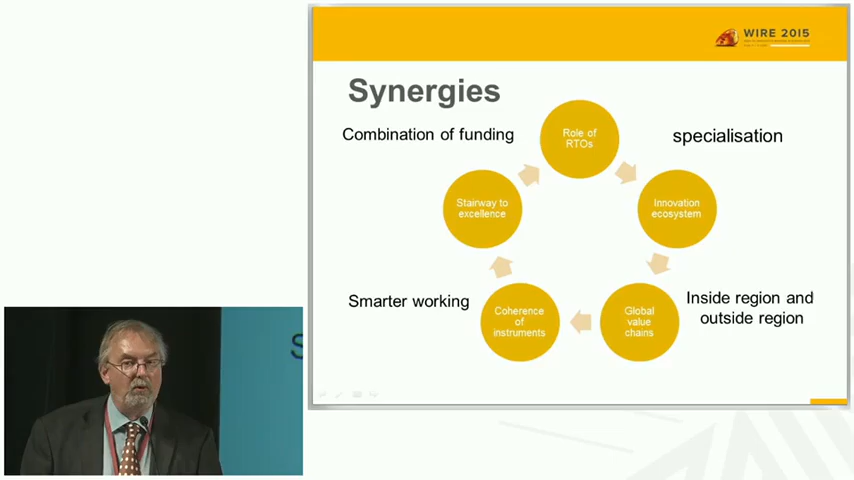 WIRE 2015
Synergies
Combination of funding
Role of
RTOs
specialisation
Stairway to
excellence
Innovation
ecosystem
Smarter working
Coherence
of
instruments
Global
value
chains
Inside region and
outside region
S